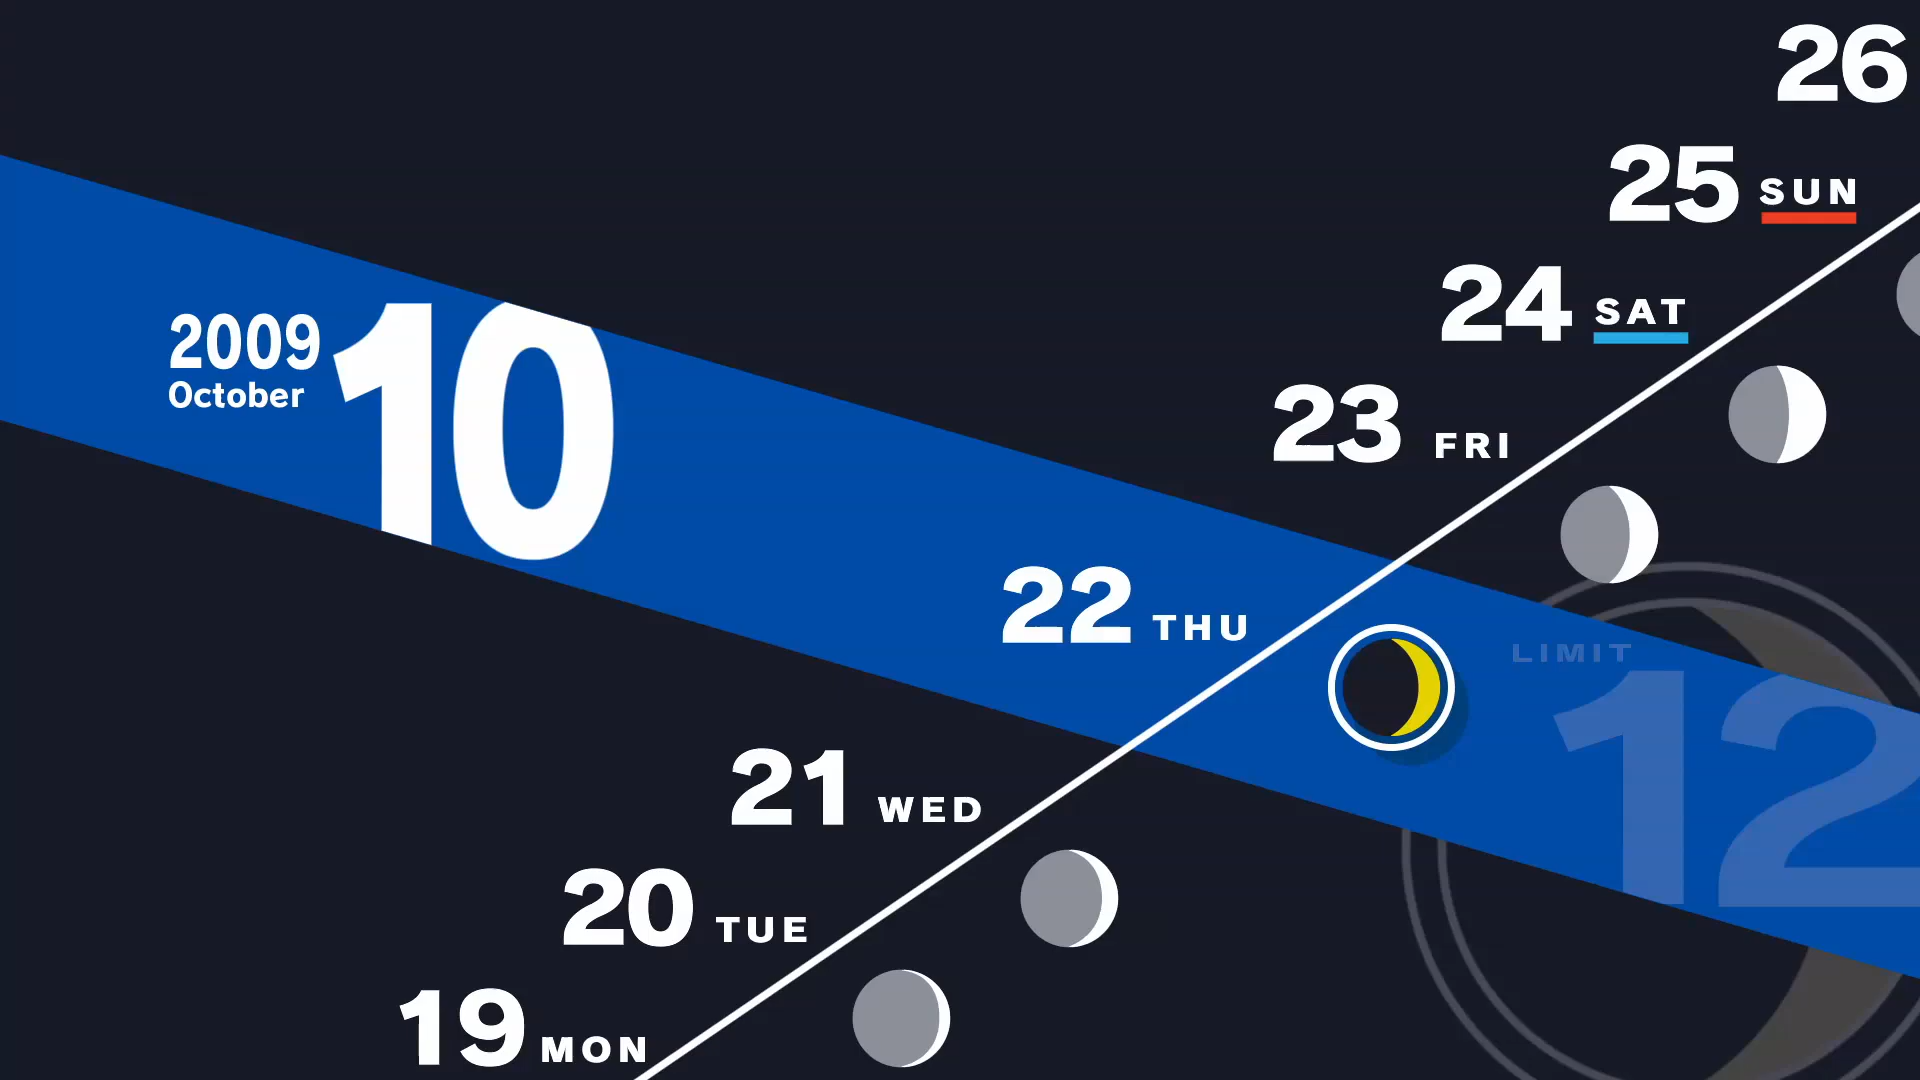 2009
October
10
26
25 SUN
24 SAT
23 FRI
22 THU
21 WED
20 TUE
19 MON
LIMIT
12